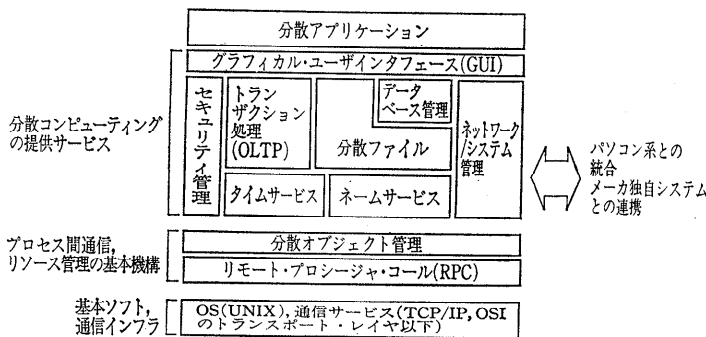 分散アプリケーション
グラフィカル・ユーザインタフェース(GUI)
分散コンピューティング
の提供サービス
セキュリティ管理
トラン
ザクション
処理
(OLTP)
データ
ベース管理
分散ファイル
ネットワーク
/システム
管理
タイムサービス
ネームサービス
パソコン系との
統合
メーカ独自システム
との連携
プロセス間通信,
リソース管理の基本機構
分散オブジェクト管理
リモート・プロシージャ・コール(RPC)
基本ソフト,
通信インフラ
OS(UNIX),通信サービス(TCP/IP,OSI
のトランスポート・レイヤ以下)